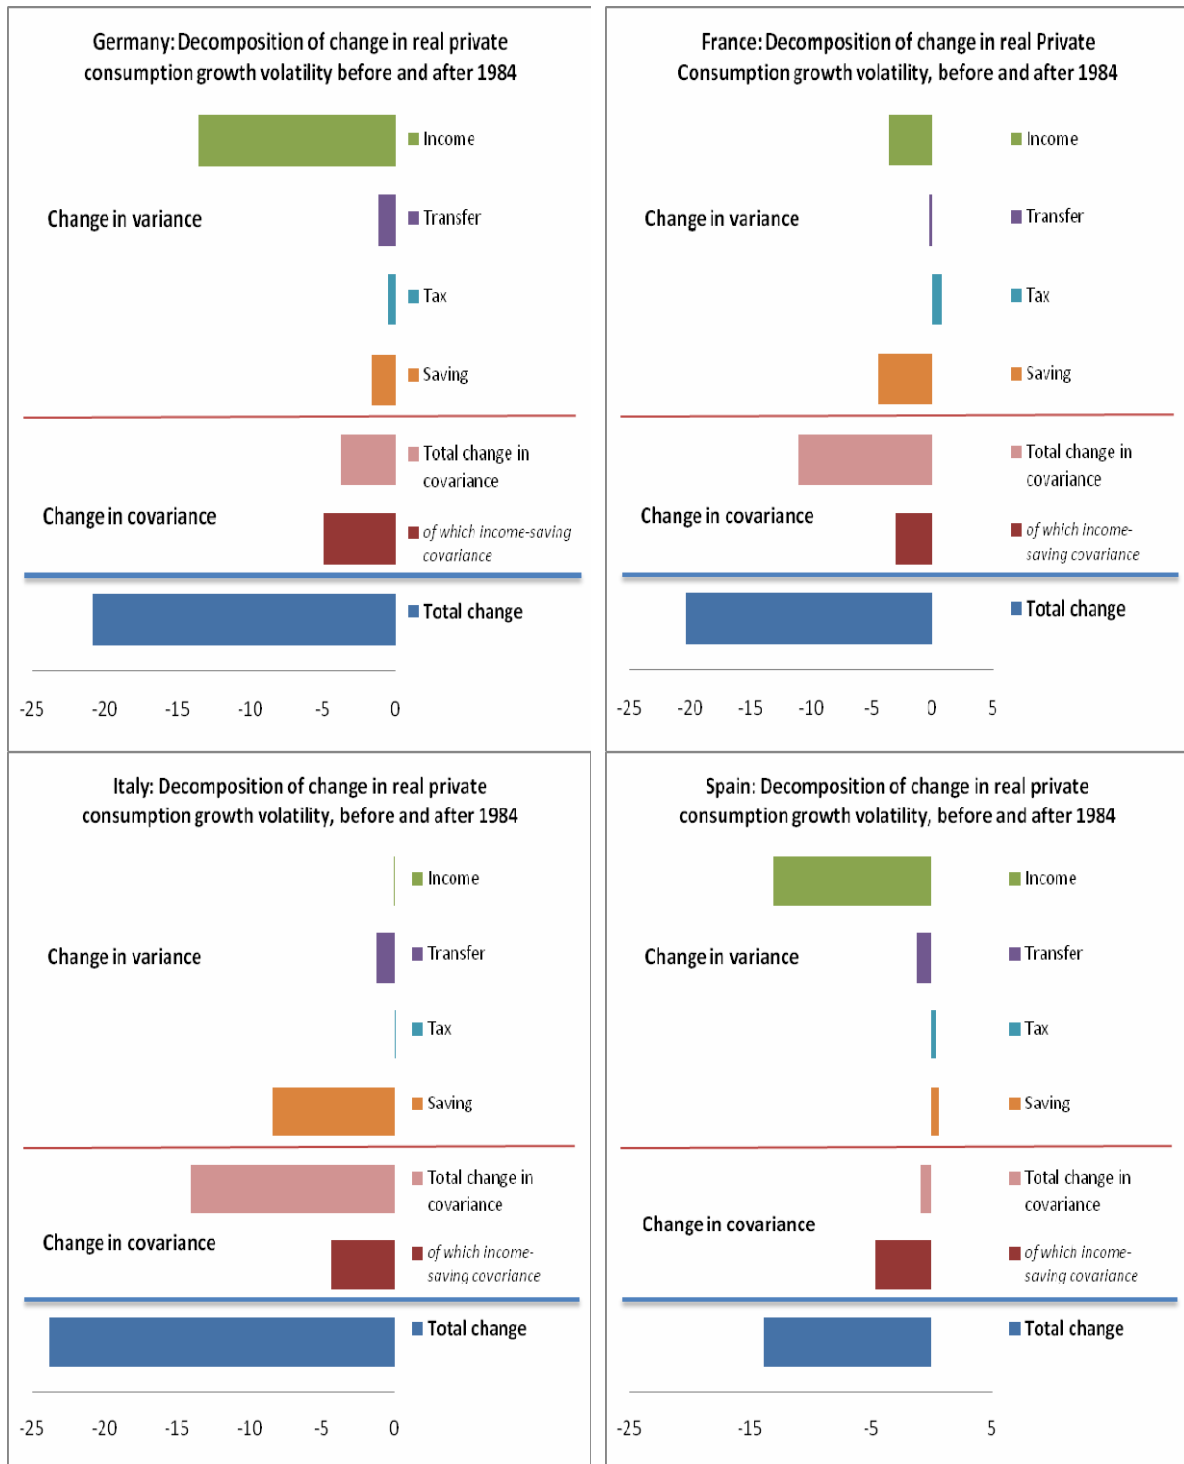 Germany: Decomposition of change in real private
consumption growth volatility before and after 1984
Income
Change in variance
Transfer
Tax
Saving
Total change in
covariance
Change in covariance
of which income-saving
covariance
Total change
-25 -20 -15 -10 -5 0
France: Decomposition of change in real Private
Consumption growth volatility, before and after 1984
Income
Change in variance
Transfer
Tax
Saving
Total change in
covariance
Change in covariance
of which income-
saving covariance
Total change
-25 -20 -15 -10 -5 0 5
Italy: Decomposition of change in real private
consumption growth volatility, before and after 1984
Income
Change in variance
Transfer
Tax
Saving
Total change in
covariance
Change in covariance
of which income-
saving covariance
Total change
-25 -20 -15 -10 -5 0
Spain: Decomposition of change in real private
consumption growth volatility, before and after 1984
Income
Change in variance
Transfer
Tax
Saving
Total change in
covariance
Change in covariance
of which income-
saving covariance
Total change
-25 -15 -5 5